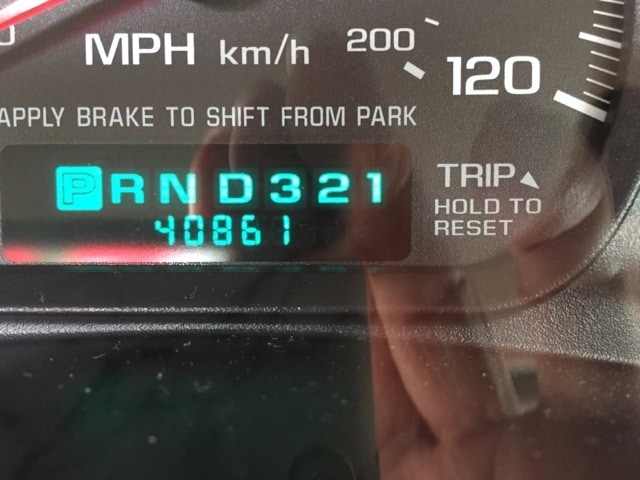 MPH km/h 200 120
APPLY BRAKE TO SHIFT FROM PARK
PRND321
40861
TRIP
HOLD TO
RESET